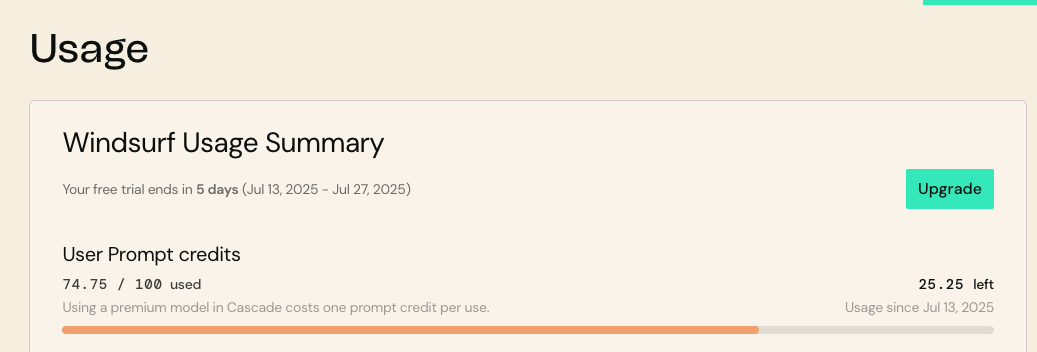 Usage
Windsurf Usage Summary
Your free trial ends in 5 days (Jul 13, 2025 - Jul 27, 2025)
Upgrade
User Prompt credits
74.75 / 100 used
25.25 left
Using a premium model in Cascade costs one prompt credit per use.
Usage since Jul 13, 2025